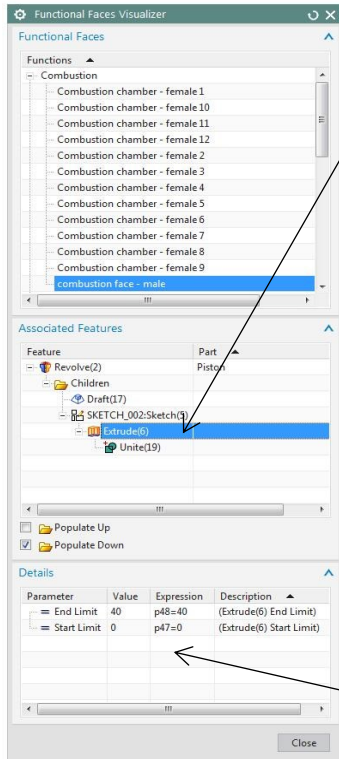 Functional Faces Visualizer
Functional Faces
Functions
Combustion
Combustion chamber - female 1
Combustion chamber - female 10
Combustion chamber - female 11
Combustion chamber - female 12
Combustion chamber - female 2
Combustion chamber - female 3
Combustion chamber - female 4
Combustion chamber - female 5
Combustion chamber - female 6
Combustion chamber - female 7
Combustion chamber - female 8
Combustion chamber - female 9
combustion face - male
Associated Features
Feature Part
Revolve(2) Piston
Children
Draft(17)
SKETCH_002:Sketch(5)
Extrude(6)
Unite(19)
Populate Up
Populate Down
Details
Parameter Value Expression Description
End Limit 40 p48=40 (Extrude(6) End Limit)
Start Limit 0 p47=0 (Extrude(6) Start Limit)
Close